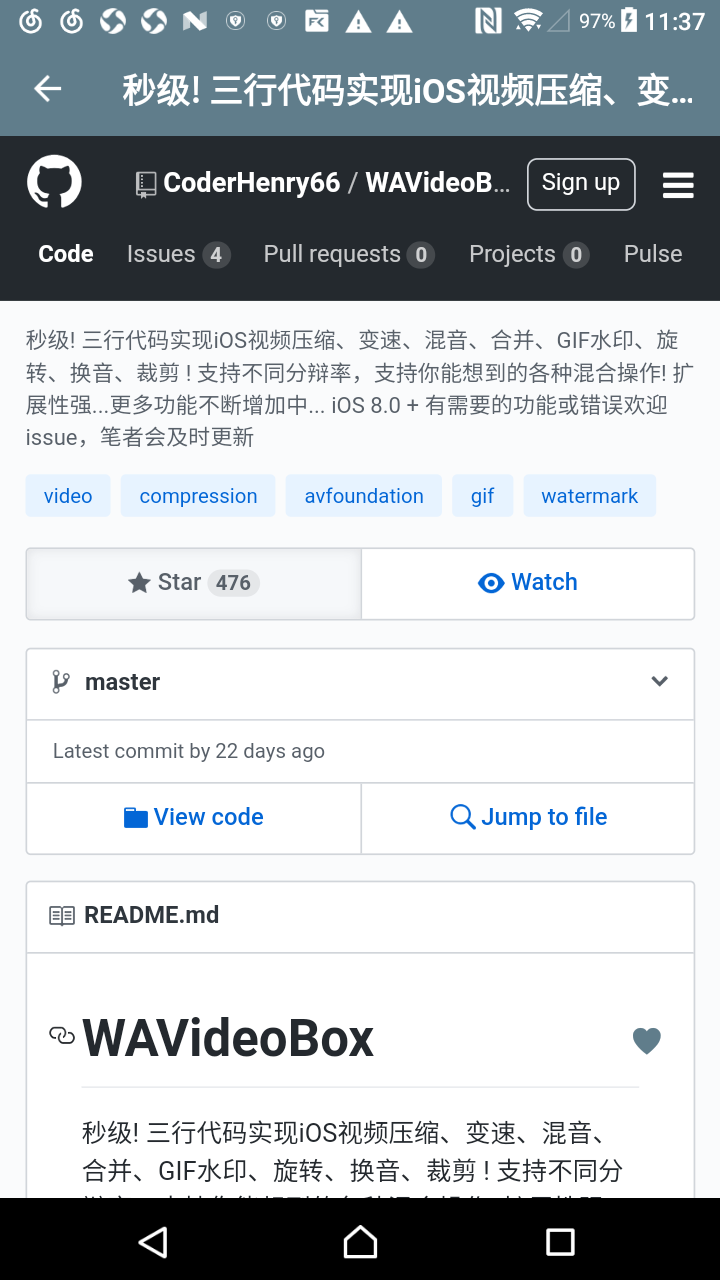 97% 11:37
秒级! 三行代码实现iOS视频压缩、变...
CoderHenry66 / WAVideoB... Sign up
Code Issues 4 Pull requests 0 Projects 0 Pulse
秒级! 三行代码实现iOS视频压缩、变速、混音、合并、GIF水印、旋
转、换音、裁剪 ! 支持不同分辩率，支持你能想到的各种混合操作! 扩
展性强...更多功能不断增加中... iOS 8.0 + 有需要的功能或错误欢迎
issue，笔者会及时更新
video compression avfoundation gif watermark
Star 476 Watch
master
Latest commit by 22 days ago
View code Jump to file
README.md
WAVideoBox
秒级! 三行代码实现iOS视频压缩、变速、混音、
合并、GIF水印、旋转、换音、裁剪 ! 支持不同分